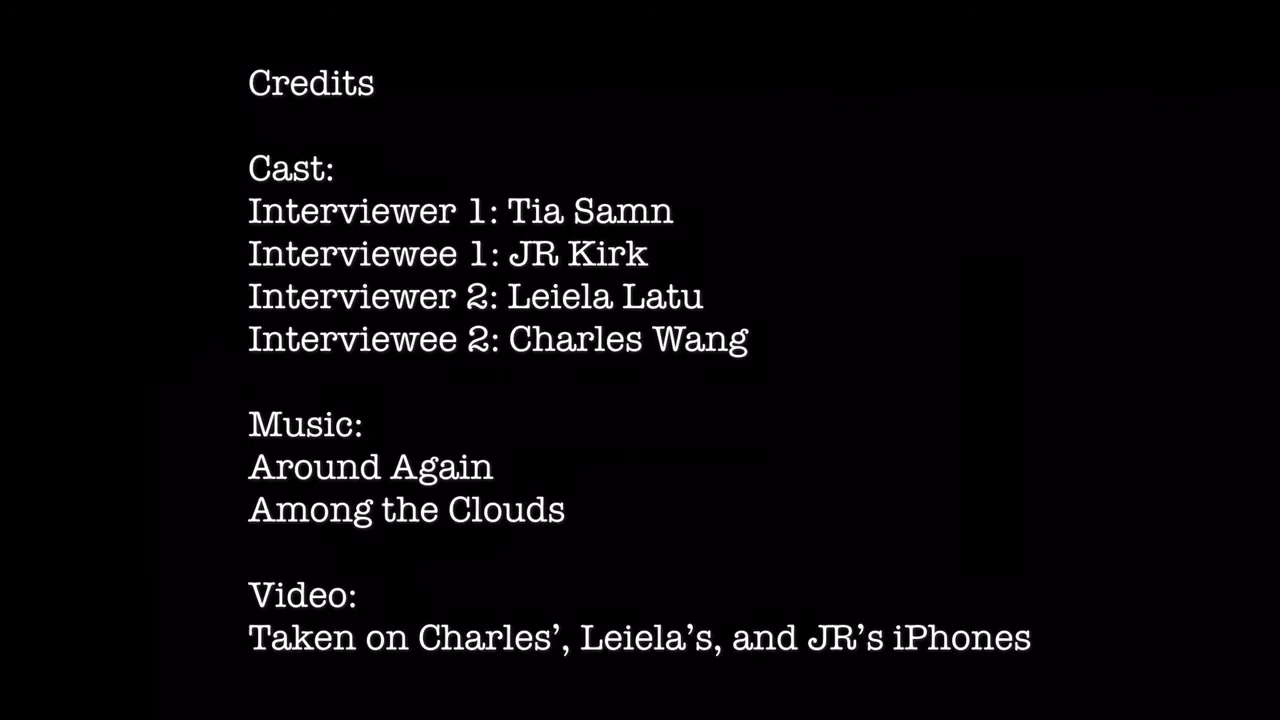 Credits
Cast:
Interviewer 1: Tia Samn
Interviewee 1: JR Kirk
Interviewer 2: Leiela Latu
Interviewee 2: Charles Wang
Music:
Around Again
Among the Clouds
Video:
Taken on Charles’, Leiela’s, and JR’s iPhones